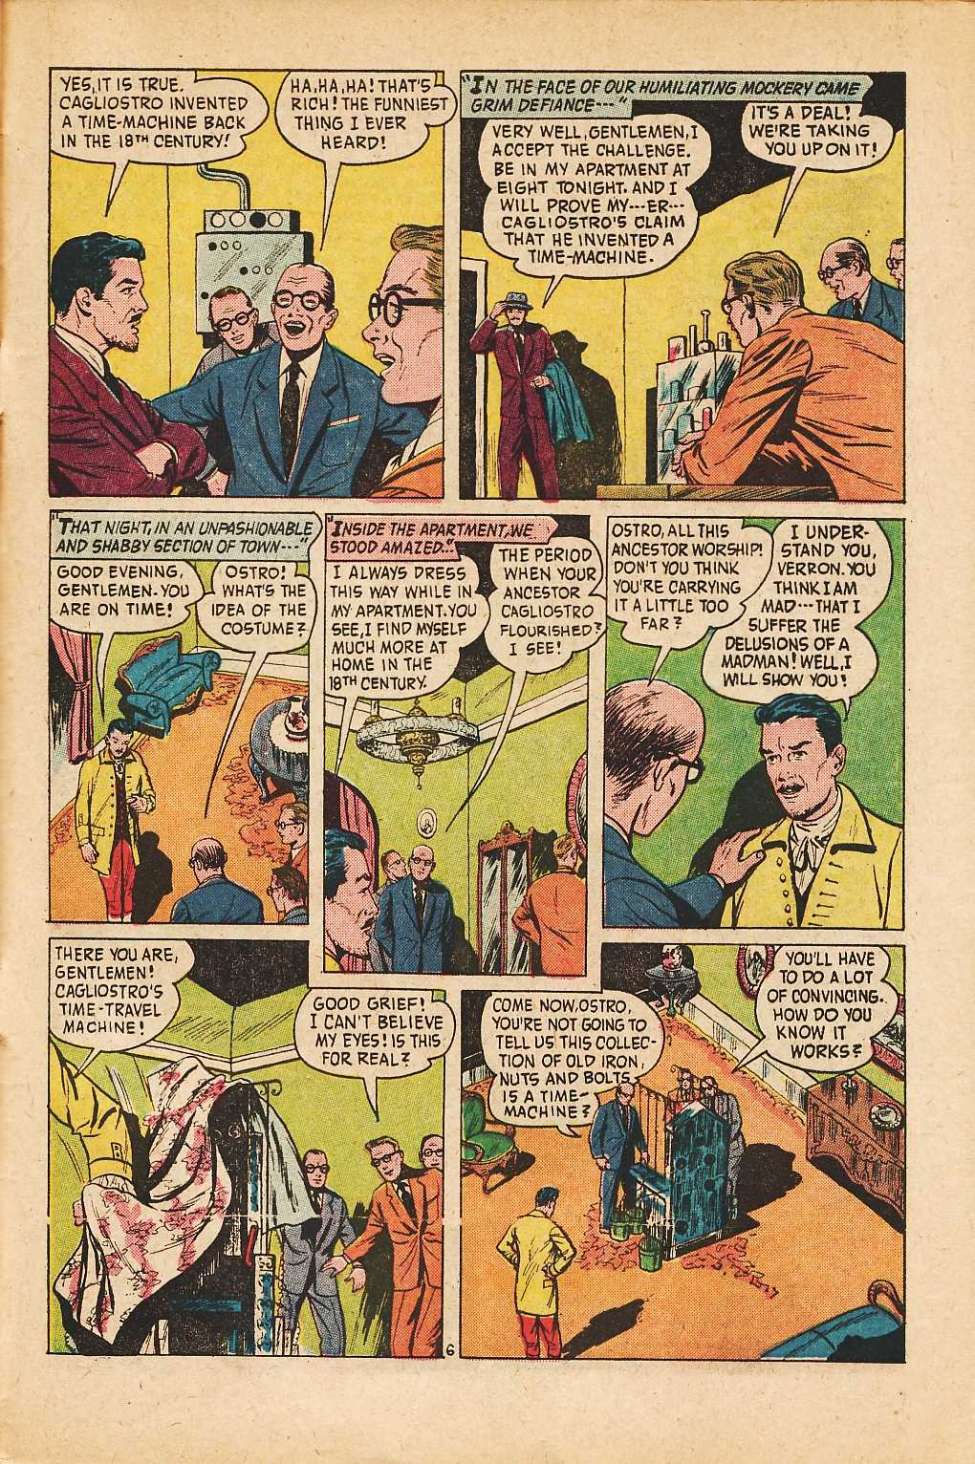 YES, IT IS TRUE.
CAGLIOSTRO INVENTED
A TIME-MACHINE BACK
IN THE 18TH CENTURY!
HA, HA, HA! THAT'S
RICH! THE FUNNIEST
THING I EVER
HEARD!
"IN THE FACE OF OUR HUMILIATING MOCKERY CAME
GRIM DEFIANCE---"
VERY WELL, GENTLEMEN, I
ACCEPT THE CHALLENGE.
BE IN MY APARTMENT AT
EIGHT TONIGHT. AND I
WILL PROVE MY---ER---
CAGLIOSTRO'S CLAIM
THAT HE INVENTED A
TIME-MACHINE.
IT'S A DEAL!
WE'RE TAKING
YOU UP ON IT!
"THAT NIGHT, IN AN UNFASHIONABLE
AND SHABBY SECTION OF TOWN---"
GOOD EVENING,
GENTLEMEN. YOU
ARE ON TIME!
OSTRO!
WHAT'S THE
IDEA OF THE
COSTUME?
"INSIDE THE APARTMENT, WE
STOOD AMAZED."
I ALWAYS DRESS
THIS WAY WHILE IN
MY APARTMENT. YOU
SEE, I FIND MYSELF
MUCH MORE AT
HOME IN THE
18TH CENTURY.
THE PERIOD
WHEN YOUR
ANCESTOR
CAGLIOSTRO
FLOURISHED?
I SEE!
OSTRO, ALL THIS
ANCESTOR WORSHIP!
DON'T YOU THINK
YOU'RE CARRYING
IT A LITTLE TOO
FAR?
I UNDER-
STAND YOU,
VERRON. YOU
THINK I AM
MAD---THAT I
SUFFER THE
DELUSIONS OF A
MADMAN! WELL, I
WILL SHOW YOU!
THERE YOU ARE,
GENTLEMEN!
CAGLIOSTRO'S
TIME-TRAVEL
MACHINE!
GOOD GRIEF!
I CAN'T BELIEVE
MY EYES! IS THIS
FOR REAL?
COME NOW, OSTRO,
YOU'RE NOT GOING TO
TELL US THIS COLLEC-
TION OF OLD IRON,
NUTS AND BOLTS
IS A TIME-
MACHINE?
YOU'LL HAVE
TO DO A LOT
OF CONVINCING.
HOW DO YOU
KNOW IT
WORKS?
6